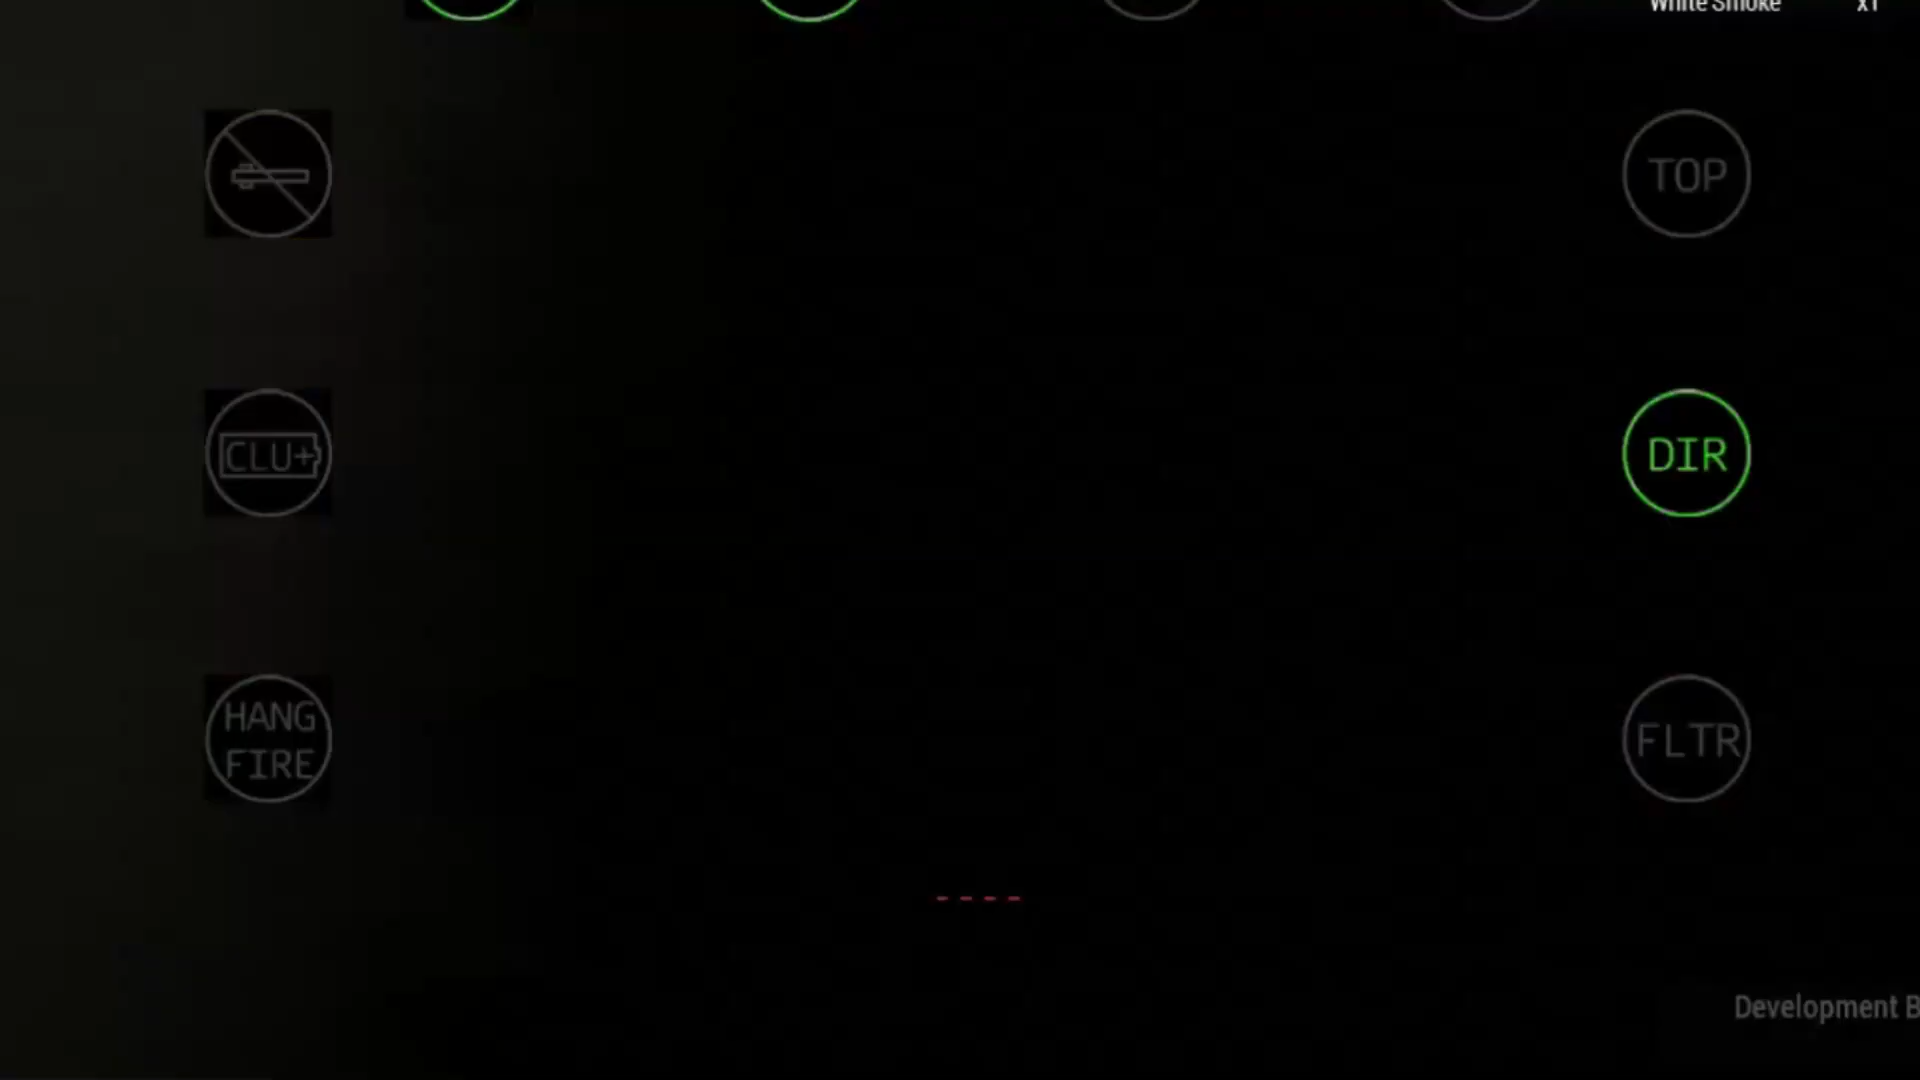 White Smoke x1
TOP
CLU+
DIR
HANG
FIRE
FLTR
- - - -
Development B